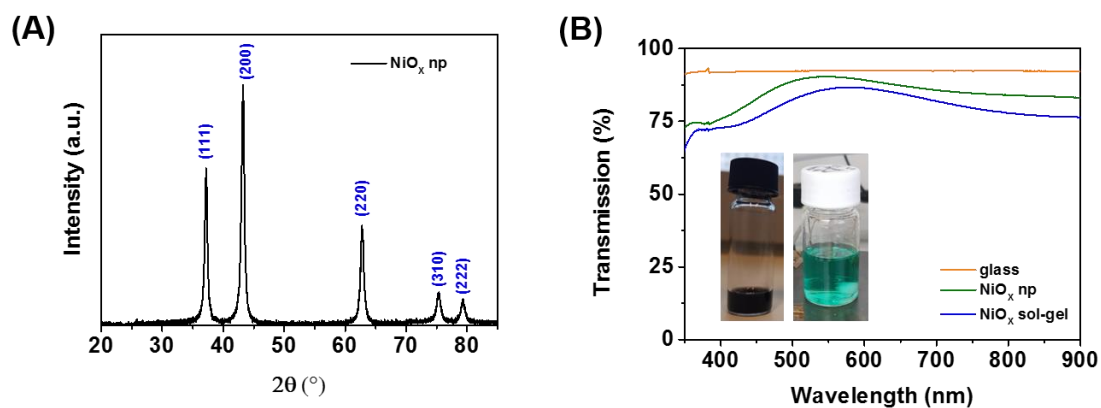 (A)
NiOx np
(111)
(200)
(220)
(310)
(222)
Intensity (a.u.)
20 30 40 50 60 70 80
2θ (°)
(B)
100
75
50
25
0
Transmission (%)
glass
NiOx np
NiOx sol-gel
400 500 600 700 800 900
Wavelength (nm)